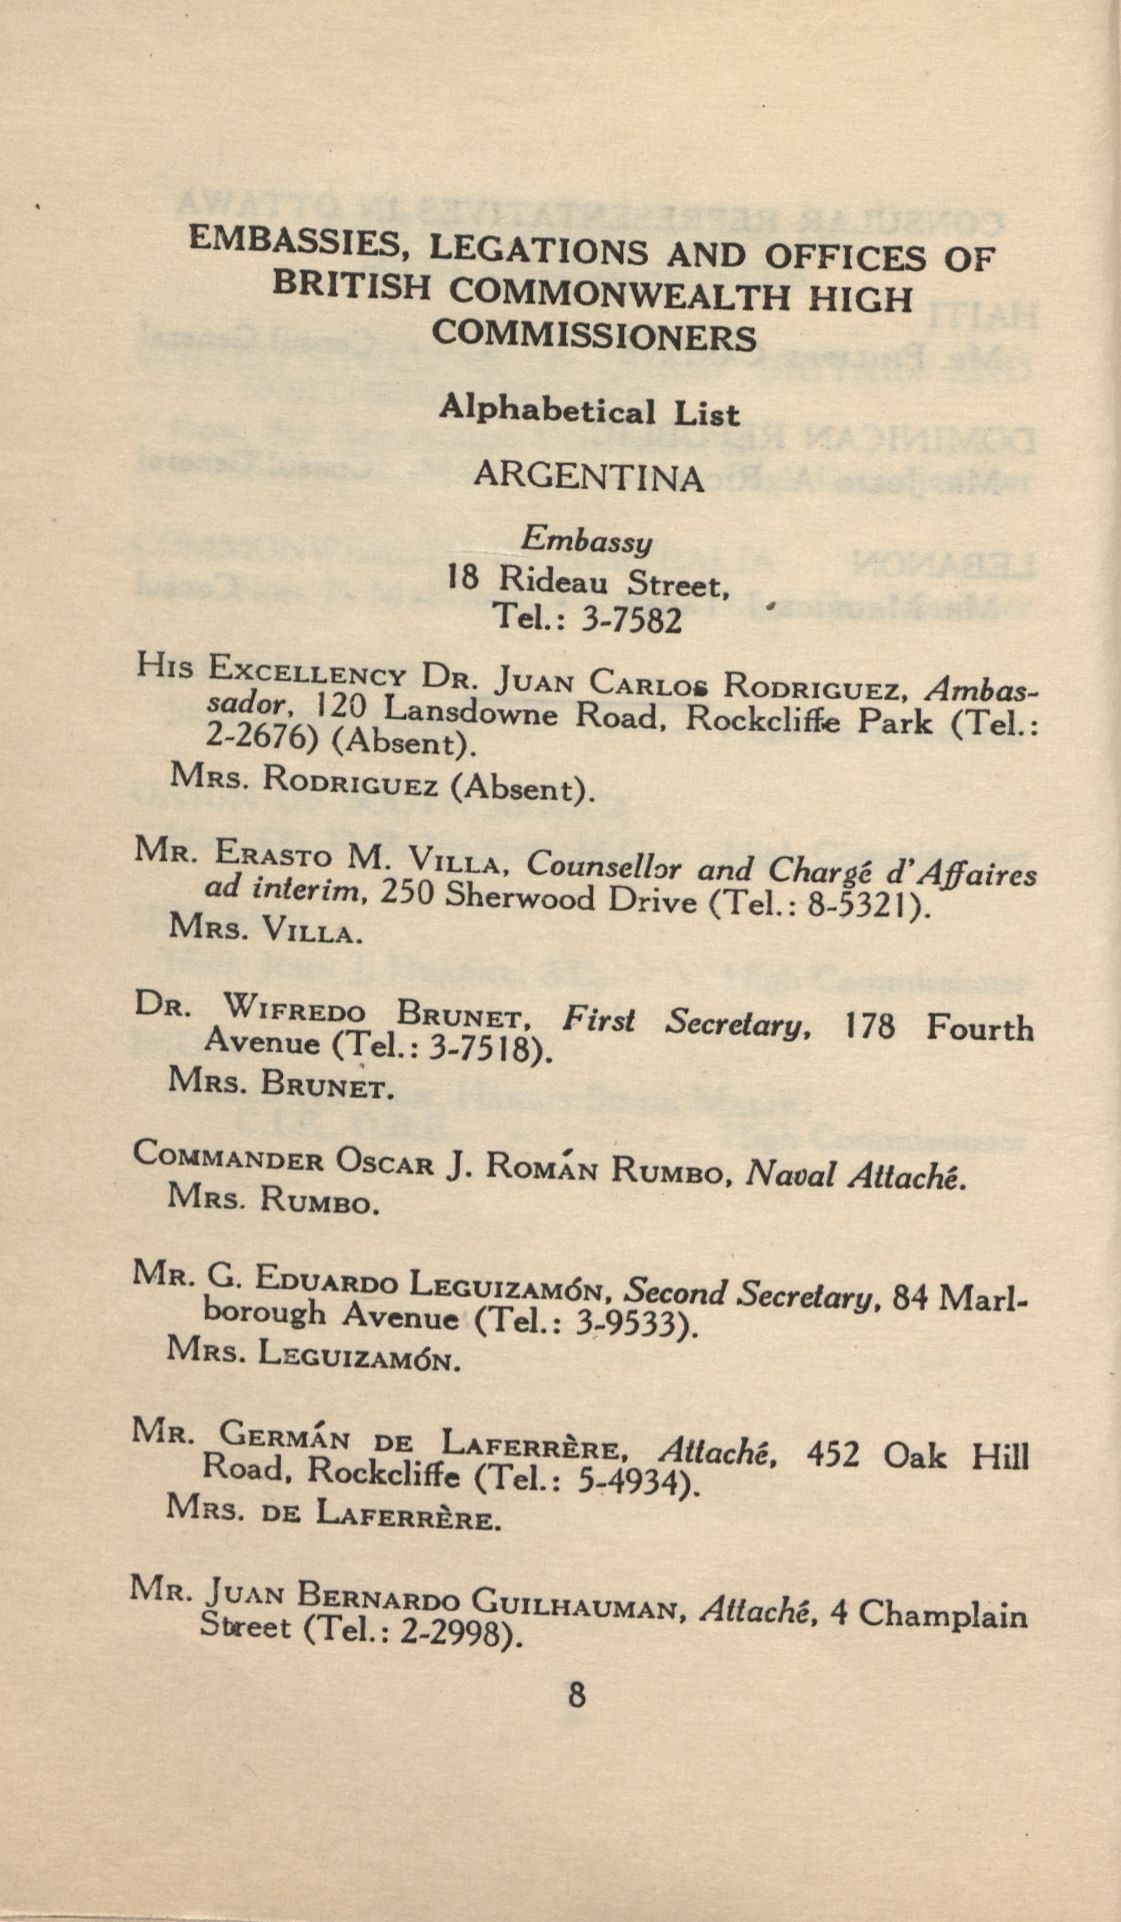 EMBASSIES, LEGATIONS AND OFFICES OF
BRITISH COMMONWEALTH HIGH
COMMISSIONERS
Alphabetical List
ARGENTINA
Embassy
18 Rideau Street,
Tel.: 3-7582
HIS EXCELLENCY DR. JUAN CARLOS RODRIGUEZ, Ambas-
sador, 120 Lansdowne Road, Rockcliffe Park (Tel.:
2-2676) (Absent).
MRS. RODRIGUEZ (Absent).
MR. ERASTO M. VILLA, Counsellor and Chargé d'Affaires
ad interim, 250 Sherwood Drive (Tel.: 8-5321).
MRS. VILLA.
DR. WIFREDO BRUNET, First Secretary, 178 Fourth
Avenue (Tel.: 3-7518).
MRS. BRUNET.
COMMANDER OSCAR J. ROMÁN RUMBO, Naval Attaché.
MRS. RUMBO.
MR. G. EDUARDO LEGUIZAMÓN, Second Secretary, 84 Marl-
borough Avenue (Tel.: 3-9533).
MRS. LEGUIZAMÓN.
MR. GERMÁN DE LAFERRÈRE, Attaché, 452 Oak Hill
Road, Rockcliffe (Tel.: 5-4934).
MRS. DE LAFERRÈRE.
MR. JUAN BERNARDO GUILHAUMAN, Attaché, 4 Champlain
Street (Tel.: 2-2998).
8